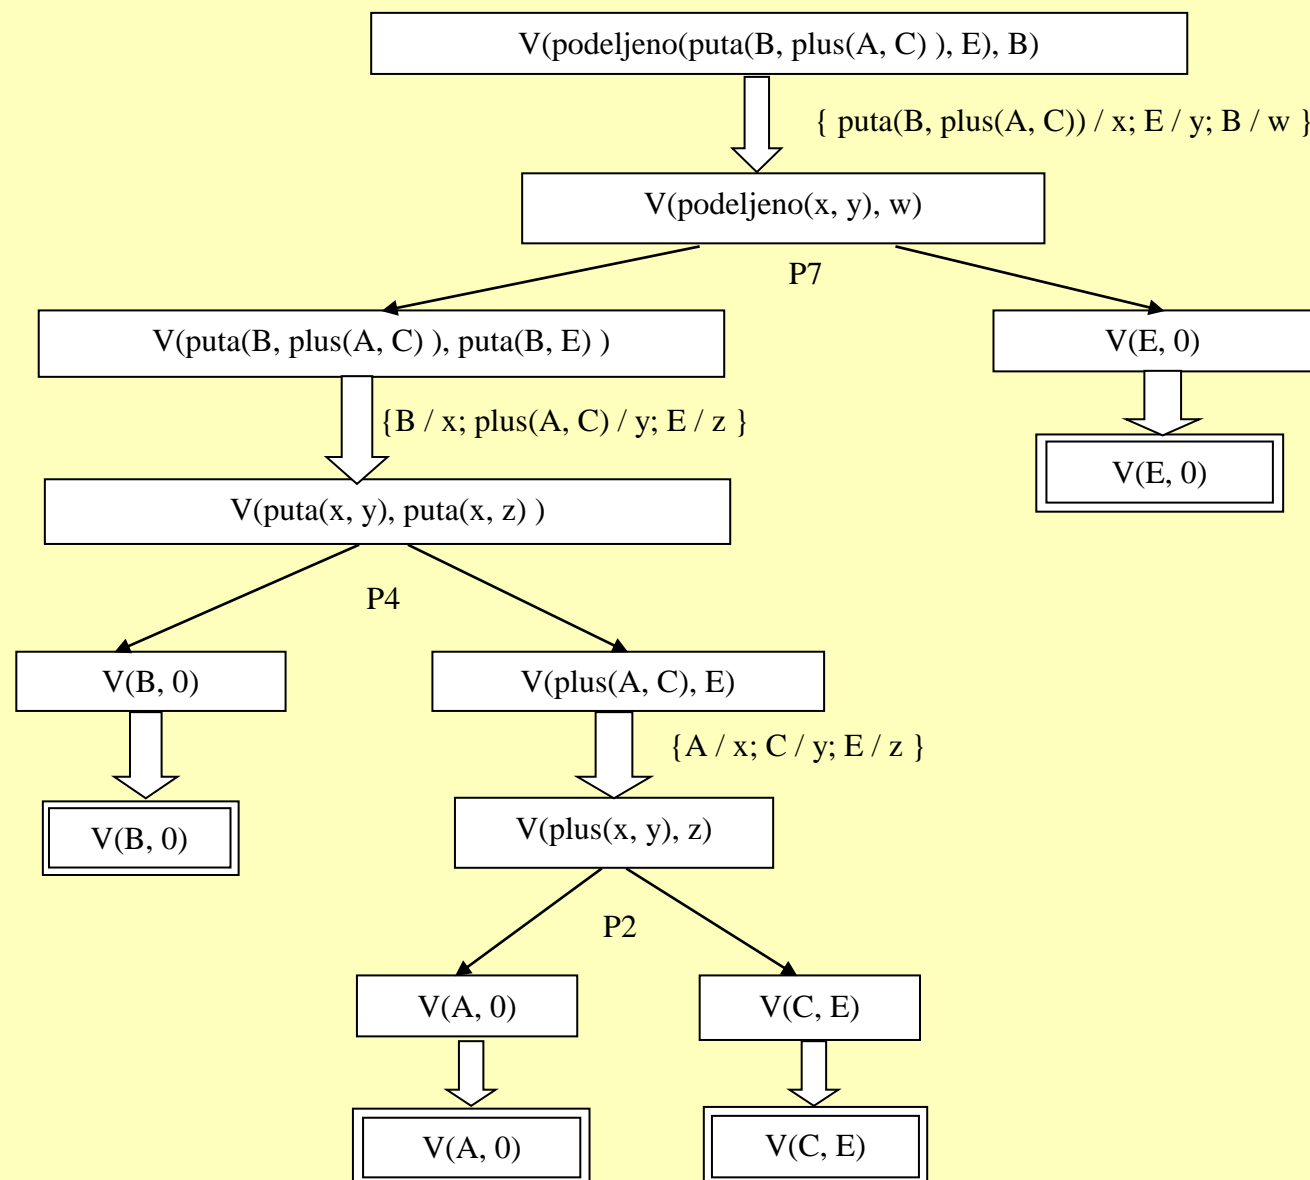 V(podeljeno(puta(B, plus(A, C) ), E), B)
{ puta(B, plus(A, C)) / x; E / y; B / w }
V(podeljeno(x, y), w)
P7
V(puta(B, plus(A, C) ), puta(B, E) )
V(E, 0)
{B / x; plus(A, C) / y; E / z }
V(E, 0)
V(puta(x, y), puta(x, z) )
P4
V(B, 0)
V(plus(A, C), E)
{A / x; C / y; E / z }
V(B, 0)
V(plus(x, y), z)
P2
V(A, 0)
V(C, E)
V(A, 0)
V(C, E)